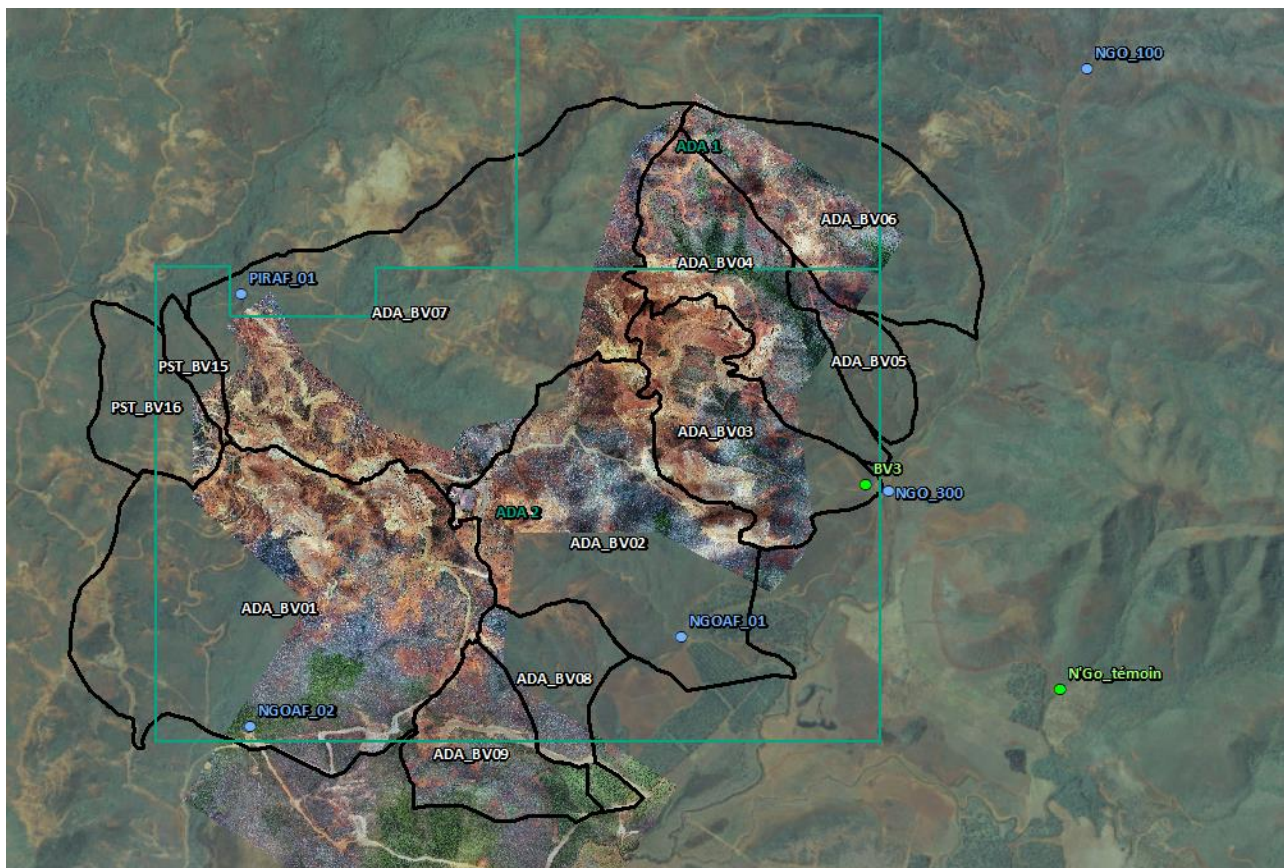 NGO_100
ADA 1
ADA_BV06
ADA_BV04
PIRAF_01
ADA_BV07
ADA_BV05
PST_BV15
PST_BV16
ADA_BV03
BV3
NGO_300
ADA 2
ADA_BV02
ADA_BV01
NGOAF_01
N'Go_témoin
ADA_BV08
NGOAF_02
ADA_BV09